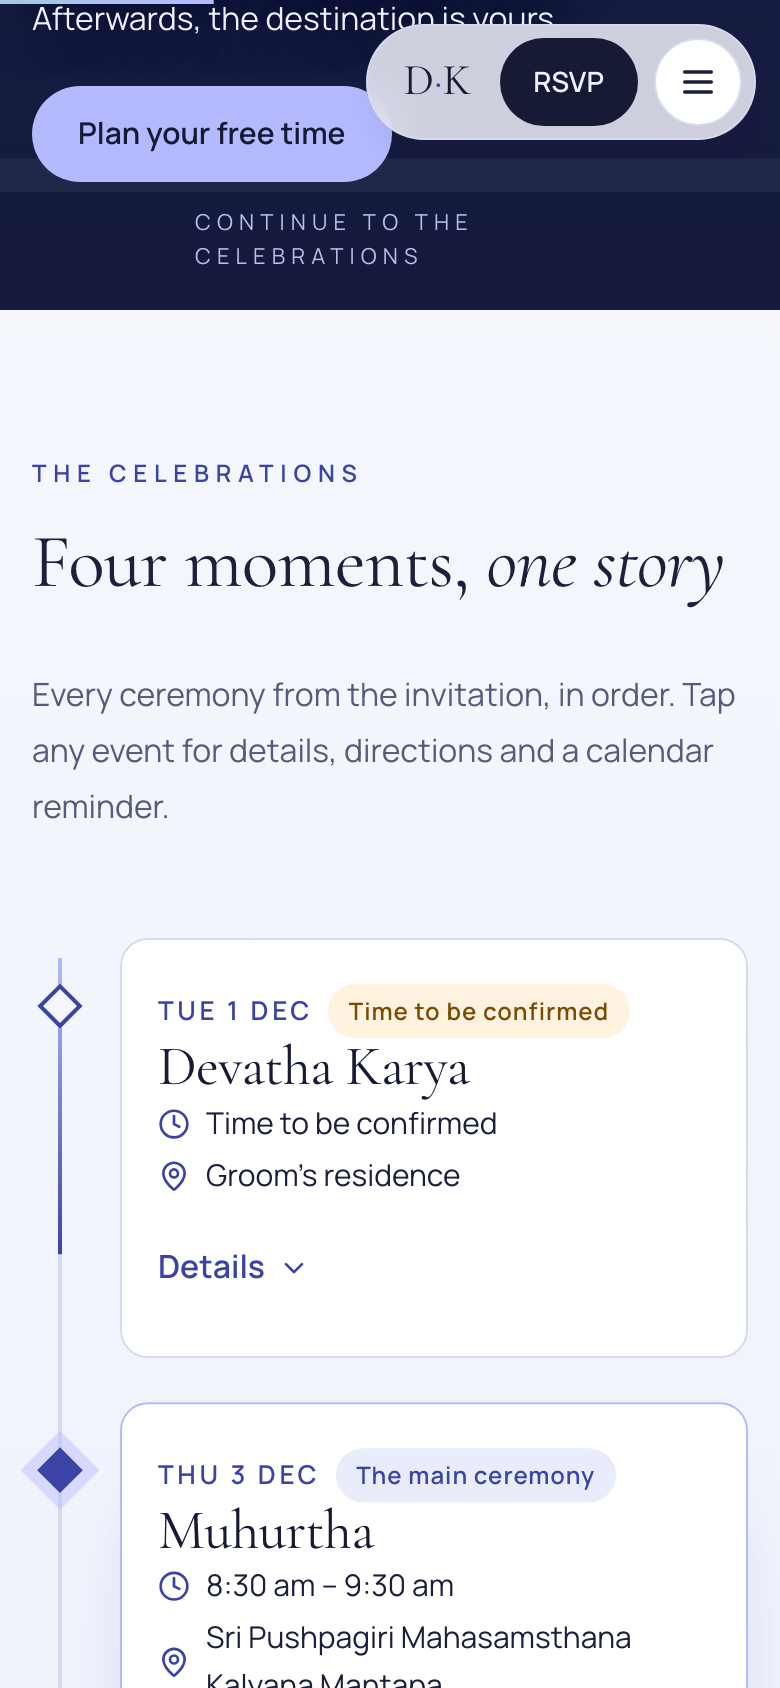 Afterwards, the destination is yours.
D·K
RSVP
Plan your free time
CONTINUE TO THE
CELEBRATIONS
THE CELEBRATIONS
Four moments, one story
Every ceremony from the invitation, in order. Tap
any event for details, directions and a calendar
reminder.
TUE 1 DEC
Time to be confirmed
Devatha Karya
Time to be confirmed
Groom’s residence
Details
THU 3 DEC
The main ceremony
Muhurtha
8:30 am – 9:30 am
Sri Pushpagiri Mahasamsthana
Kalyana Mantapa